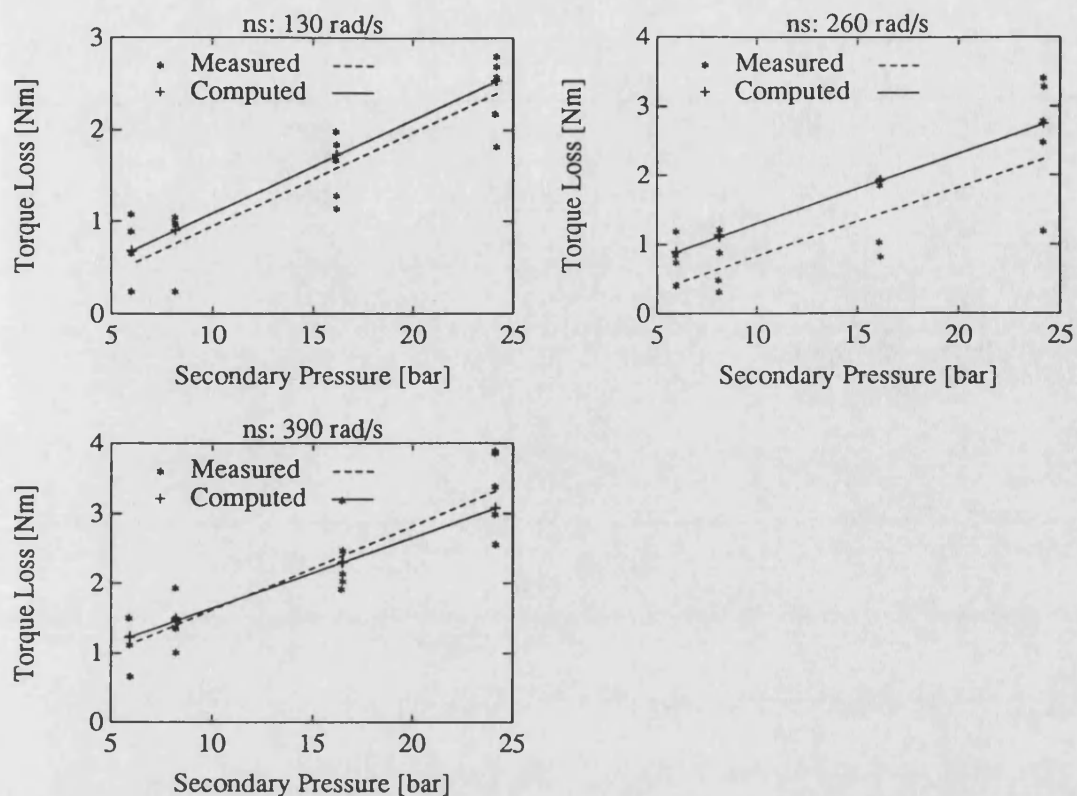 ns: 130 rad/s
3
2
1
0
Torque Loss [Nm]
* Measured
+ Computed
5 10 15 20 25
Secondary Pressure [bar]
ns: 260 rad/s
4
3
2
1
0
Torque Loss [Nm]
* Measured
+ Computed
5 10 15 20 25
Secondary Pressure [bar]
ns: 390 rad/s
4
3
2
1
0
Torque Loss [Nm]
* Measured
+ Computed
5 10 15 20 25
Secondary Pressure [bar]